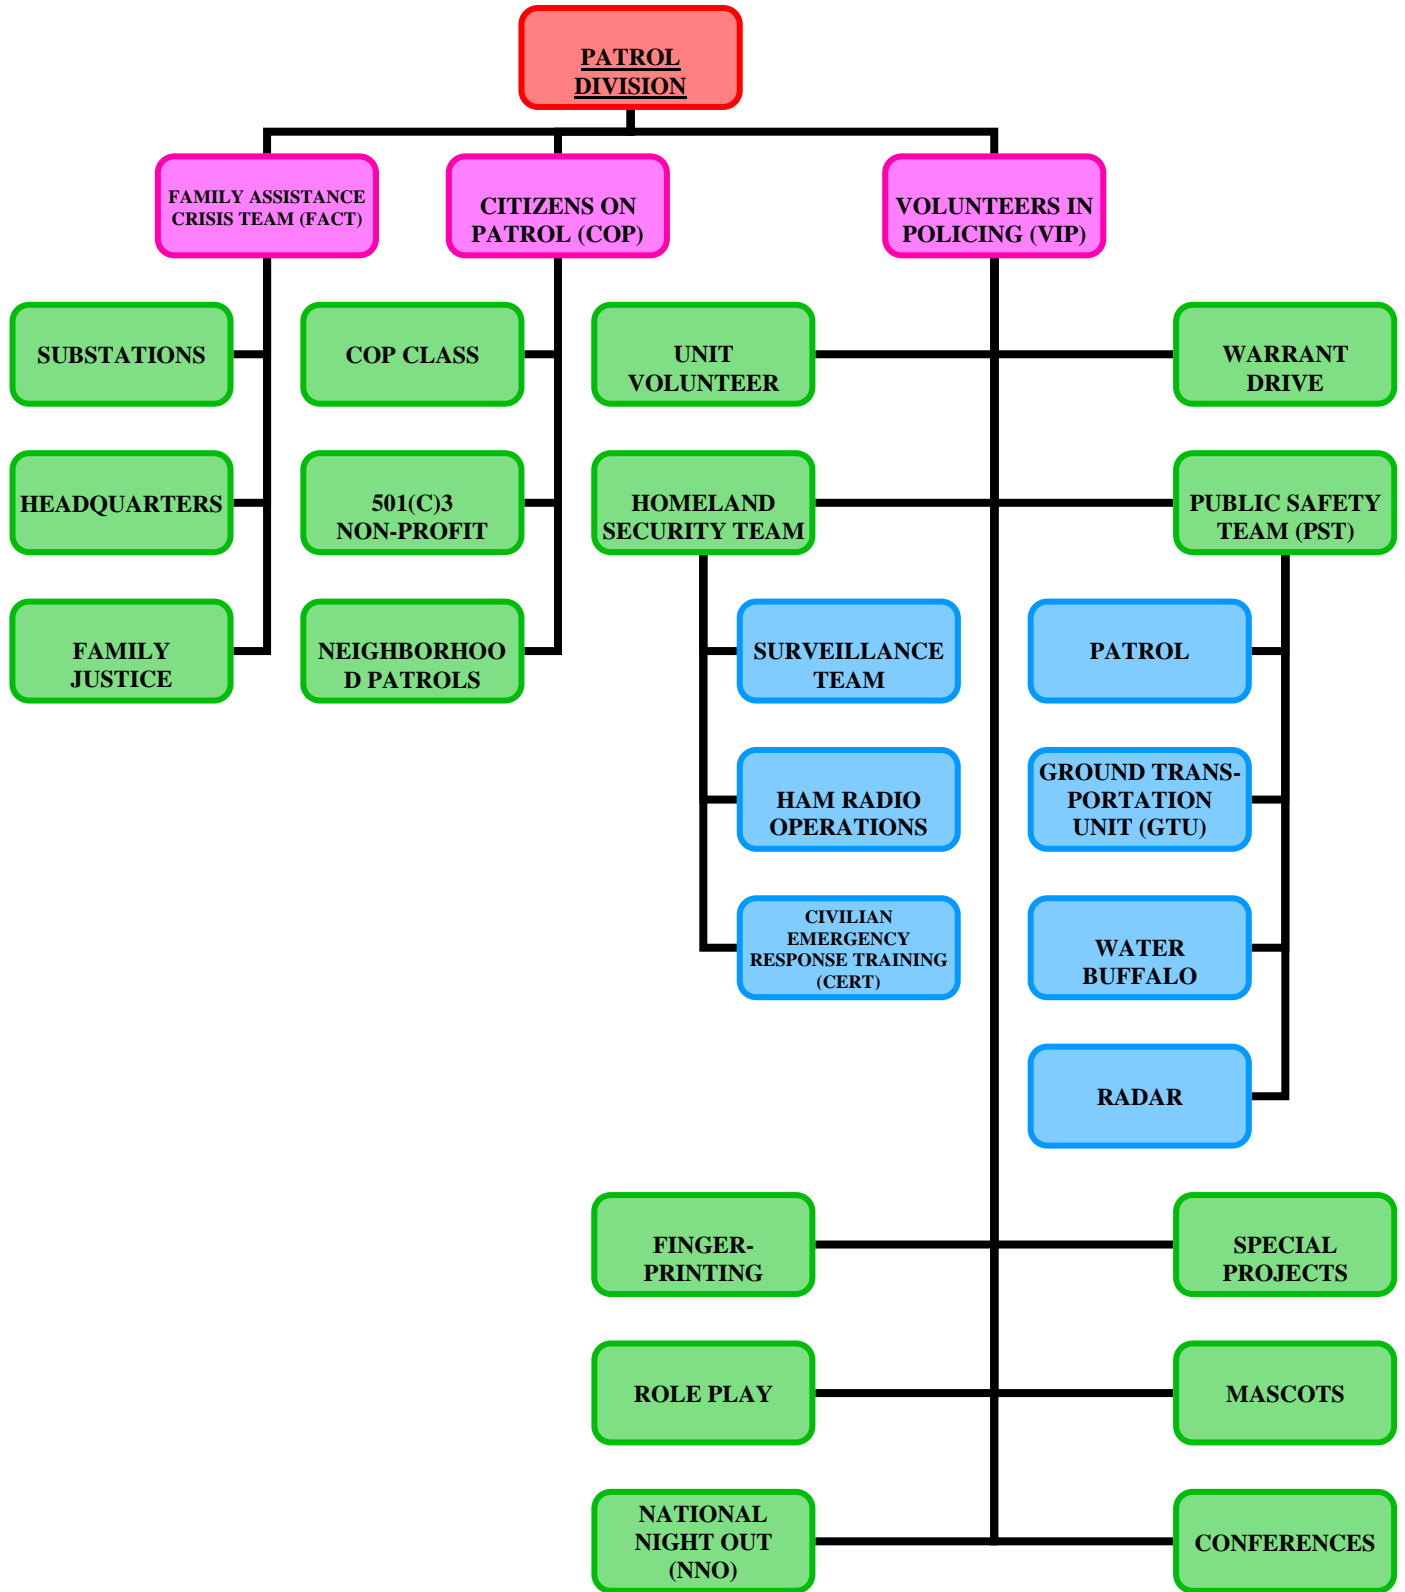 PATROL
DIVISION
FAMILY ASSISTANCE
CRISIS TEAM (FACT)
CITIZENS ON
PATROL (COP)
VOLUNTEERS IN
POLICING (VIP)
SUBSTATIONS
COP CLASS
UNIT
VOLUNTEER
WARRANT
DRIVE
HEADQUARTERS
501(C)3
NON-PROFIT
HOMELAND
SECURITY TEAM
PUBLIC SAFETY
TEAM (PST)
FAMILY
JUSTICE
NEIGHBORHOO
D PATROLS
SURVEILLANCE
TEAM
PATROL
HAM RADIO
OPERATIONS
GROUND TRANS-
PORTATION
UNIT (GTU)
CIVILIAN
EMERGENCY
RESPONSE TRAINING
(CERT)
WATER
BUFFALO
RADAR
FINGER-
PRINTING
SPECIAL
PROJECTS
ROLE PLAY
MASCOTS
NATIONAL
NIGHT OUT
(NNO)
CONFERENCES